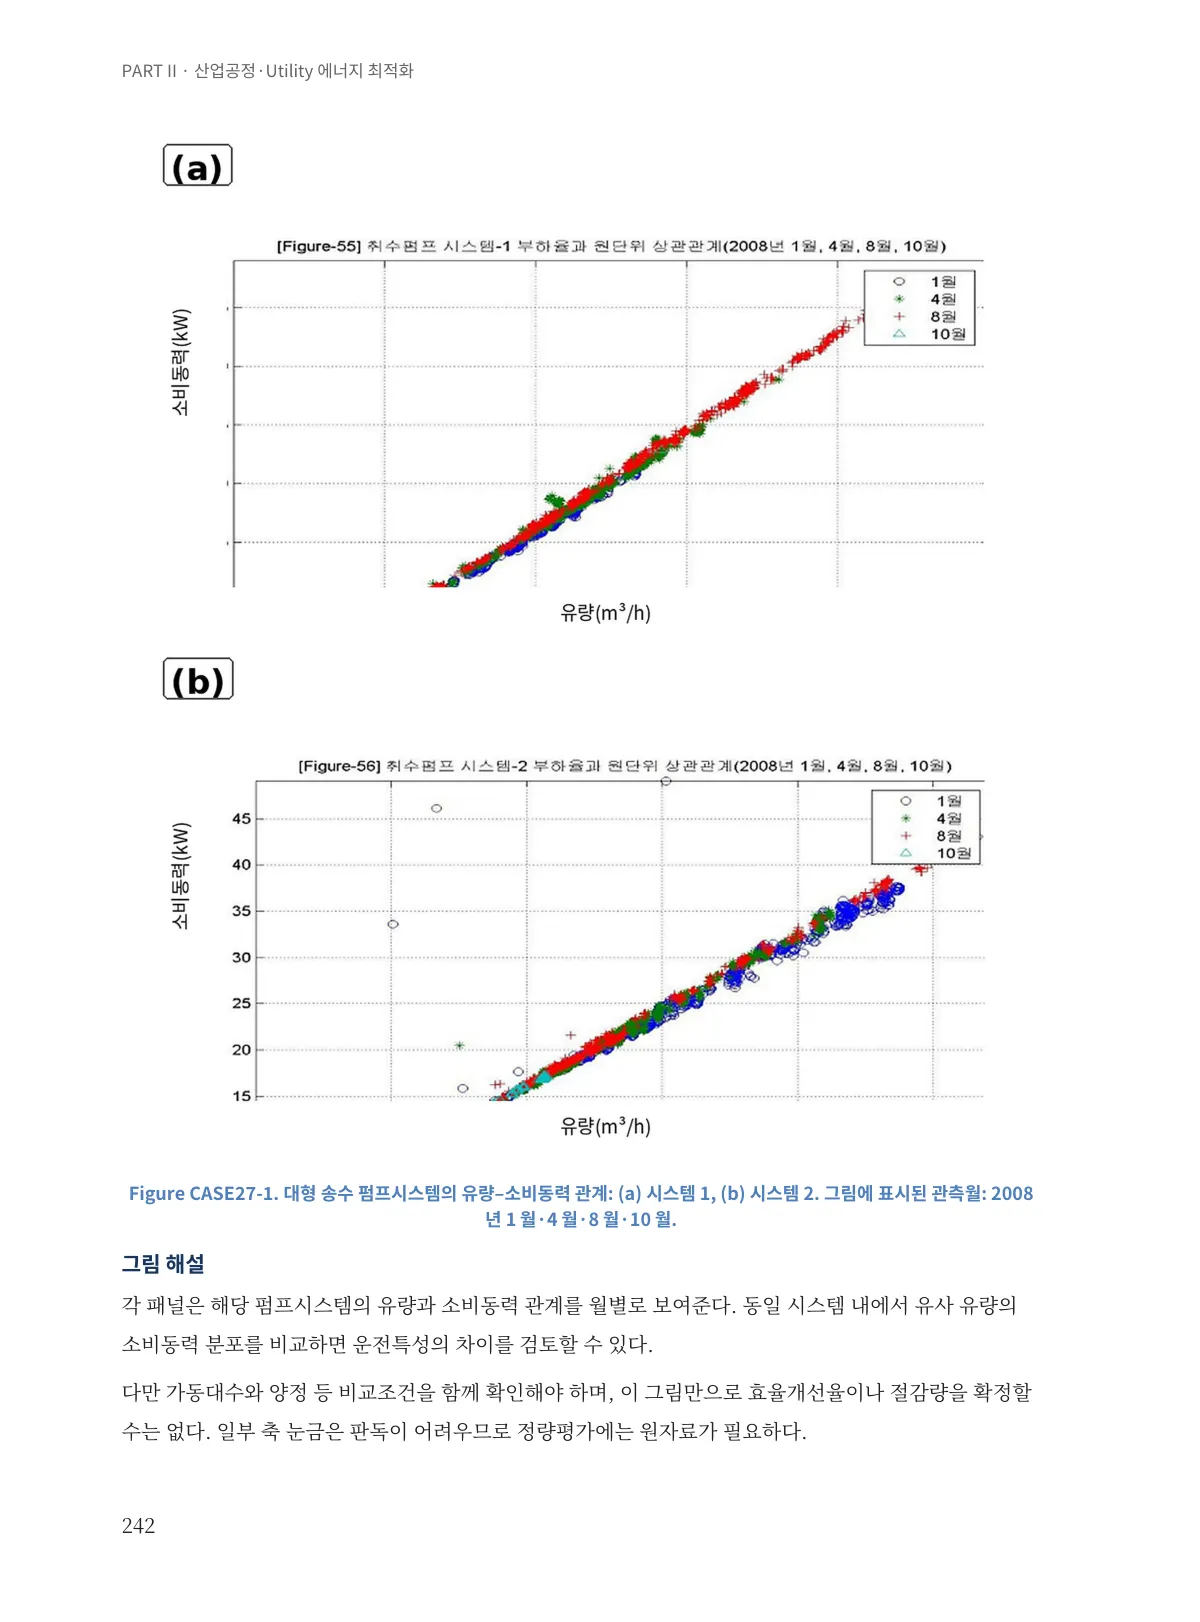 PART II · 산업공정·Utility 에너지 최적화
(a)
[Figure-55] 취수펌프 시스템-1 부하율과 원단위 상관관계(2008년 1월, 4월, 8월, 10월)
1월
4월
8월
10월
소비동력(kW)
유량(m³/h)
(b)
[Figure-56] 취수펌프 시스템-2 부하율과 원단위 상관관계(2008년 1월, 4월, 8월, 10월)
1월
4월
8월
10월
소비동력(kW)
45
40
35
30
25
20
15
유량(m³/h)
Figure CASE27-1. 대형 송수 펌프시스템의 유량–소비동력 관계: (a) 시스템 1, (b) 시스템 2. 그림에 표시된 관측월: 2008
년 1 월·4 월·8 월·10 월.
그림 해설
각 패널은 해당 펌프시스템의 유량과 소비동력 관계를 월별로 보여준다. 동일 시스템 내에서 유사 유량의
소비동력 분포를 비교하면 운전특성의 차이를 검토할 수 있다.
다만 가동대수와 양정 등 비교조건을 함께 확인해야 하며, 이 그림만으로 효율개선율이나 절감량을 확정할
수는 없다. 일부 축 눈금은 판독이 어려우므로 정량평가에는 원자료가 필요하다.
242